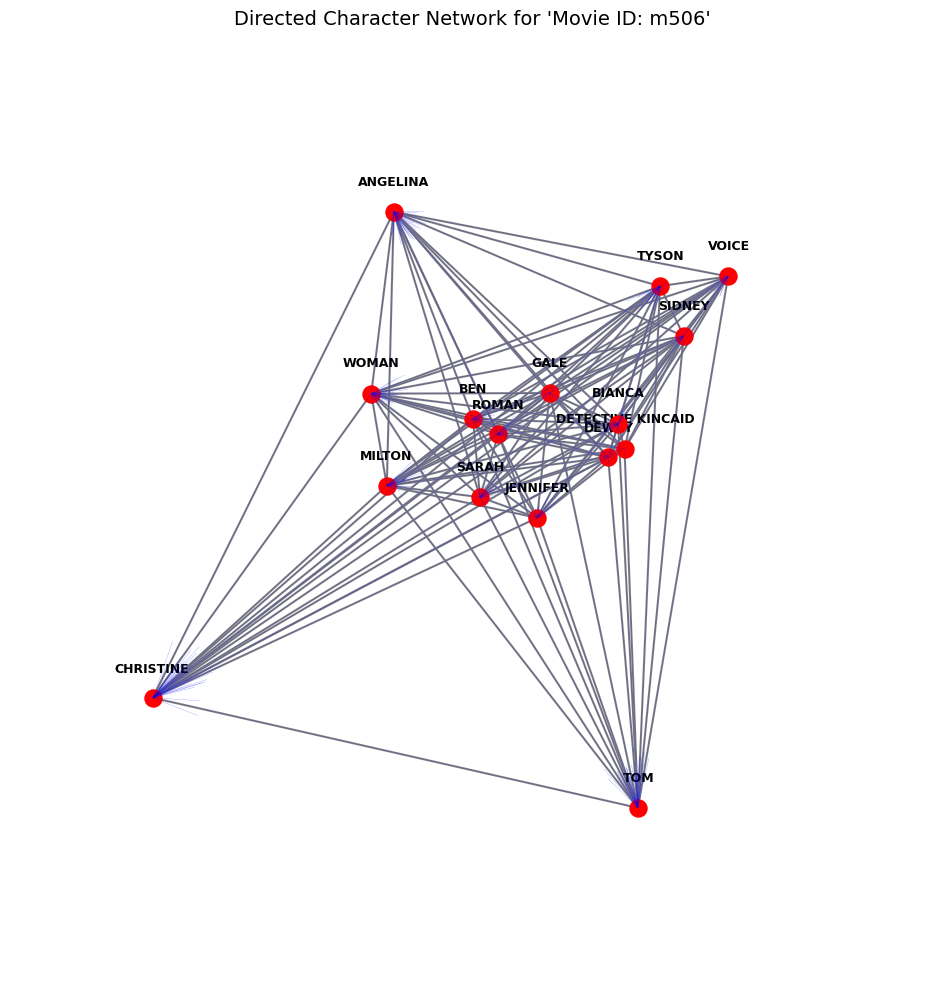 Directed Character Network for 'Movie ID: m506'
ANGELINA
VOICE
TYSON
SIDNEY
WOMAN
GALE
BEN
BIANCA
ROMAN
DETECTIVE KINCAID
MILTON
SARAH
JENNIFER
CHRISTINE
TOM